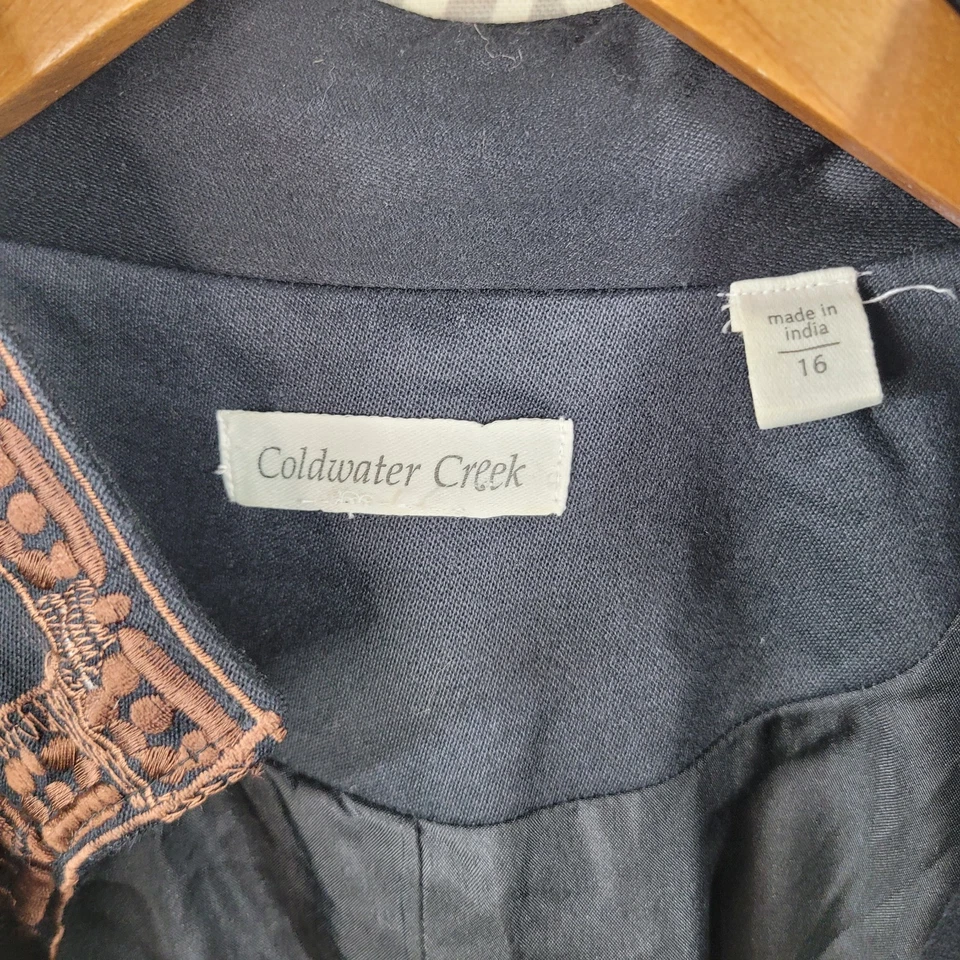 Coldwater Creek
made in
india
16